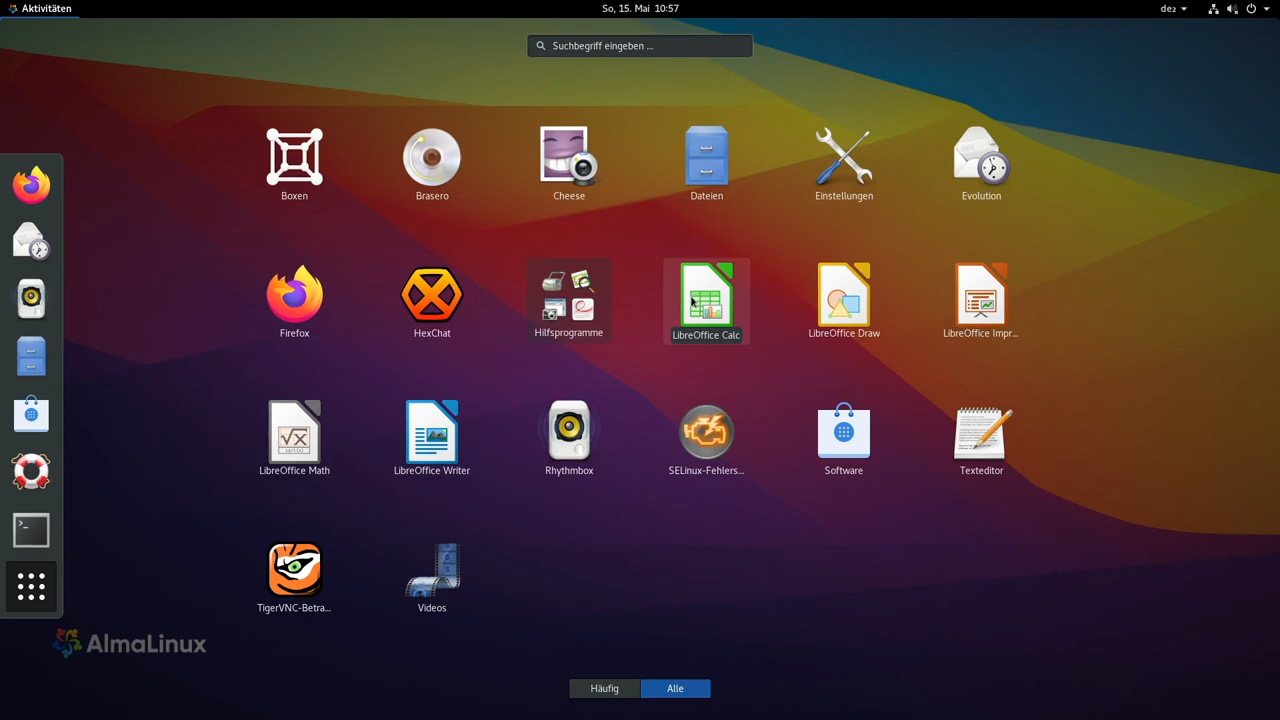 Aktivitäten
So, 15. Mai 10:57
de₂
Suchbegriff eingeben ...
Boxen
Brasero
Cheese
Dateien
Einstellungen
Evolution
Firefox
HexChat
Hilfsprogramme
LibreOffice Calc
LibreOffice Draw
LibreOffice Impr...
LibreOffice Math
LibreOffice Writer
Rhythmbox
SELinux-Fehlers...
Software
Texteditor
TigerVNC-Betra...
Videos
AlmaLinux
Häufig
Alle